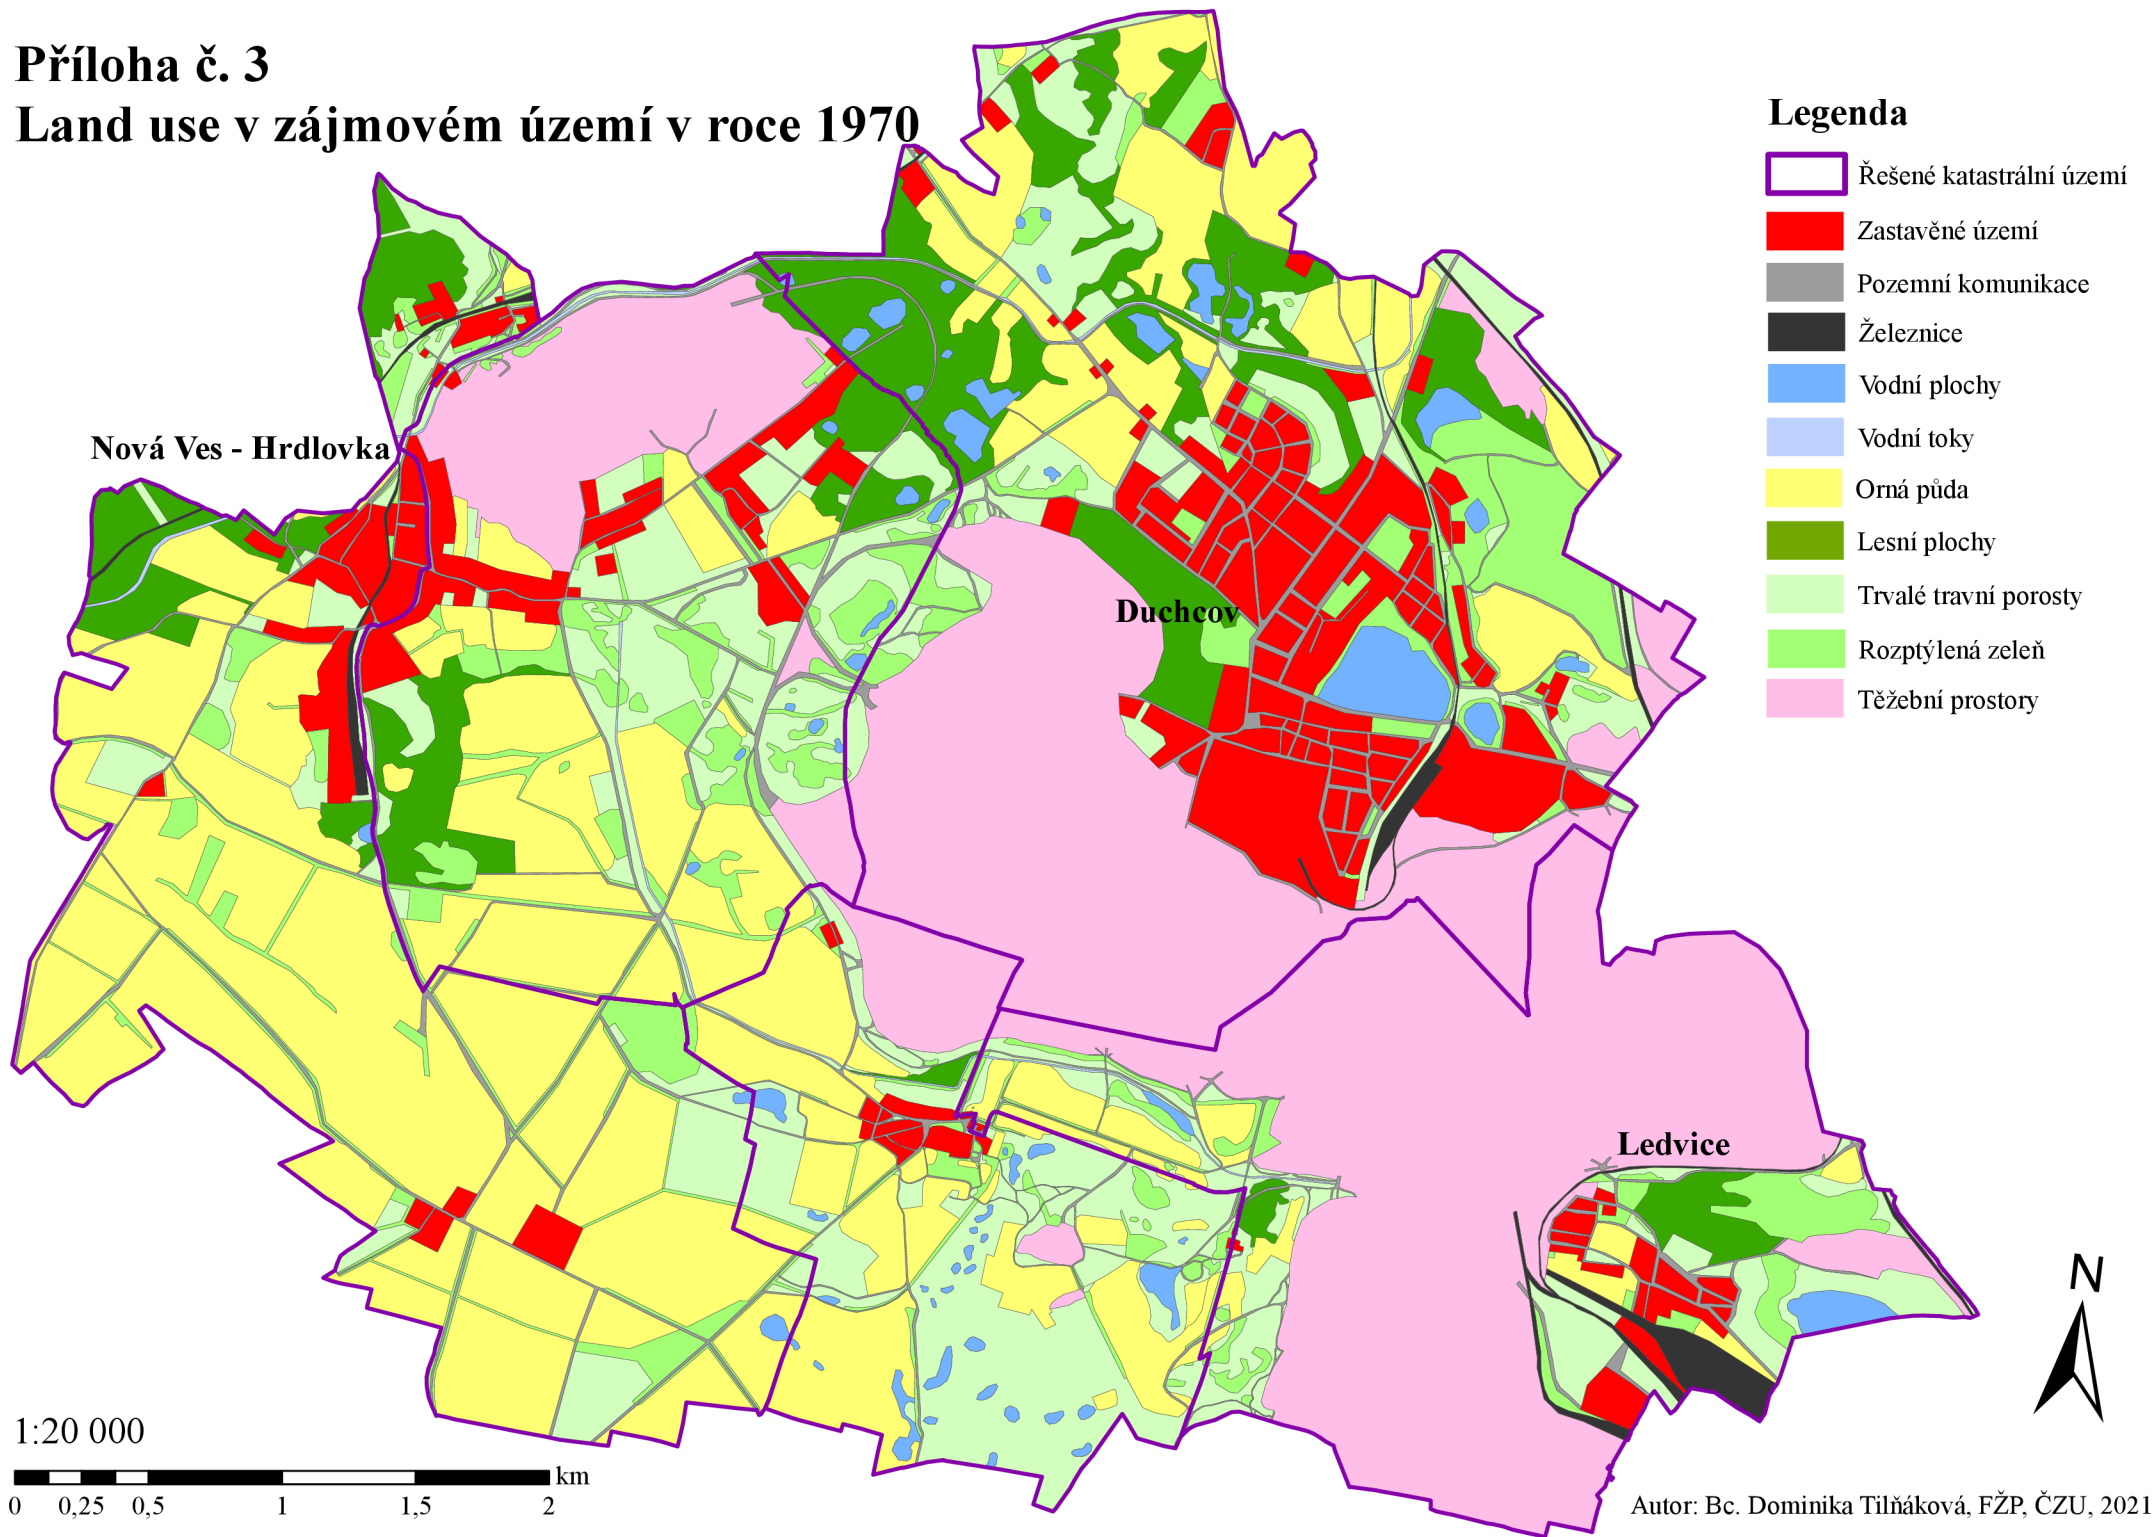 Příloha č. 3
Land use v zájmovém území v roce 1970
Nová Ves - Hrdlovka
Duchcov
Ledvice
Legenda
Řešené katastrální území
Zastavěné území
Pozemní komunikace
Železnice
Vodní plochy
Vodní toky
Orná půda
Lesní plochy
Trvalé travní porosty
Rozptýlená zeleň
Těžební prostory
N
1:20 000
km
0 0,25 0,5 1 1,5 2
Autor: Bc. Dominika Tilňáková, FŽP, ČZU, 2021